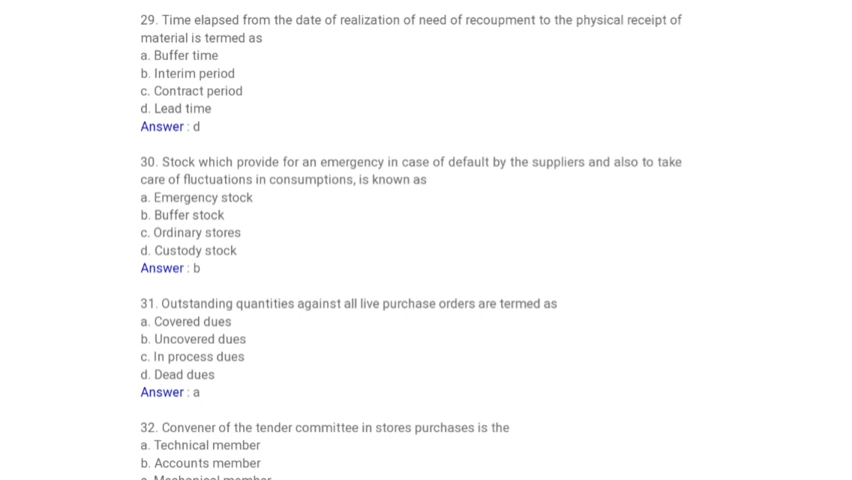 29. Time elapsed from the date of realization of need of recoupment to the physical receipt of
material is termed as
a. Buffer time
b. Interim period
c. Contract period
d. Lead time
Answer : d
30. Stock which provide for an emergency in case of default by the suppliers and also to take
care of fluctuations in consumptions, is known as
a. Emergency stock
b. Buffer stock
c. Ordinary stores
d. Custody stock
Answer : b
31. Outstanding quantities against all live purchase orders are termed as
a. Covered dues
b. Uncovered dues
c. In process dues
d. Dead dues
Answer : a
32. Convener of the tender committee in stores purchases is the
a. Technical member
b. Accounts member
c. Mechanical member